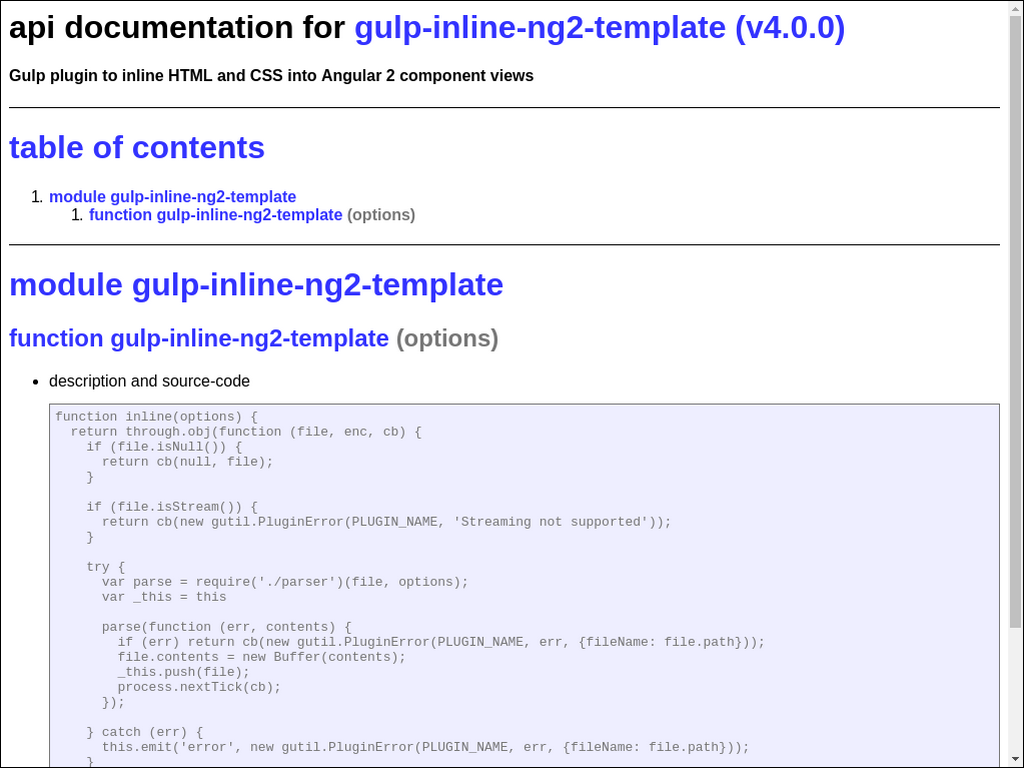 api documentation for gulp-inline-ng2-template (v4.0.0)
Gulp plugin to inline HTML and CSS into Angular 2 component views
table of contents
1. module gulp-inline-ng2-template
1. function gulp-inline-ng2-template (options)
module gulp-inline-ng2-template
function gulp-inline-ng2-template (options)
• description and source-code
function inline(options) {
  return through.obj(function (file, enc, cb) {
    if (file.isNull()) {
      return cb(null, file);
    }

    if (file.isStream()) {
      return cb(new gutil.PluginError(PLUGIN_NAME, 'Streaming not supported'));
    }

    try {
      var parse = require('./parser')(file, options);
      var _this = this

      parse(function (err, contents) {
        if (err) return cb(new gutil.PluginError(PLUGIN_NAME, err, {fileName: file.path}));
        file.contents = new Buffer(contents);
        _this.push(file);
        process.nextTick(cb);
      });

    } catch (err) {
      this.emit('error', new gutil.PluginError(PLUGIN_NAME, err, {fileName: file.path}));
    }